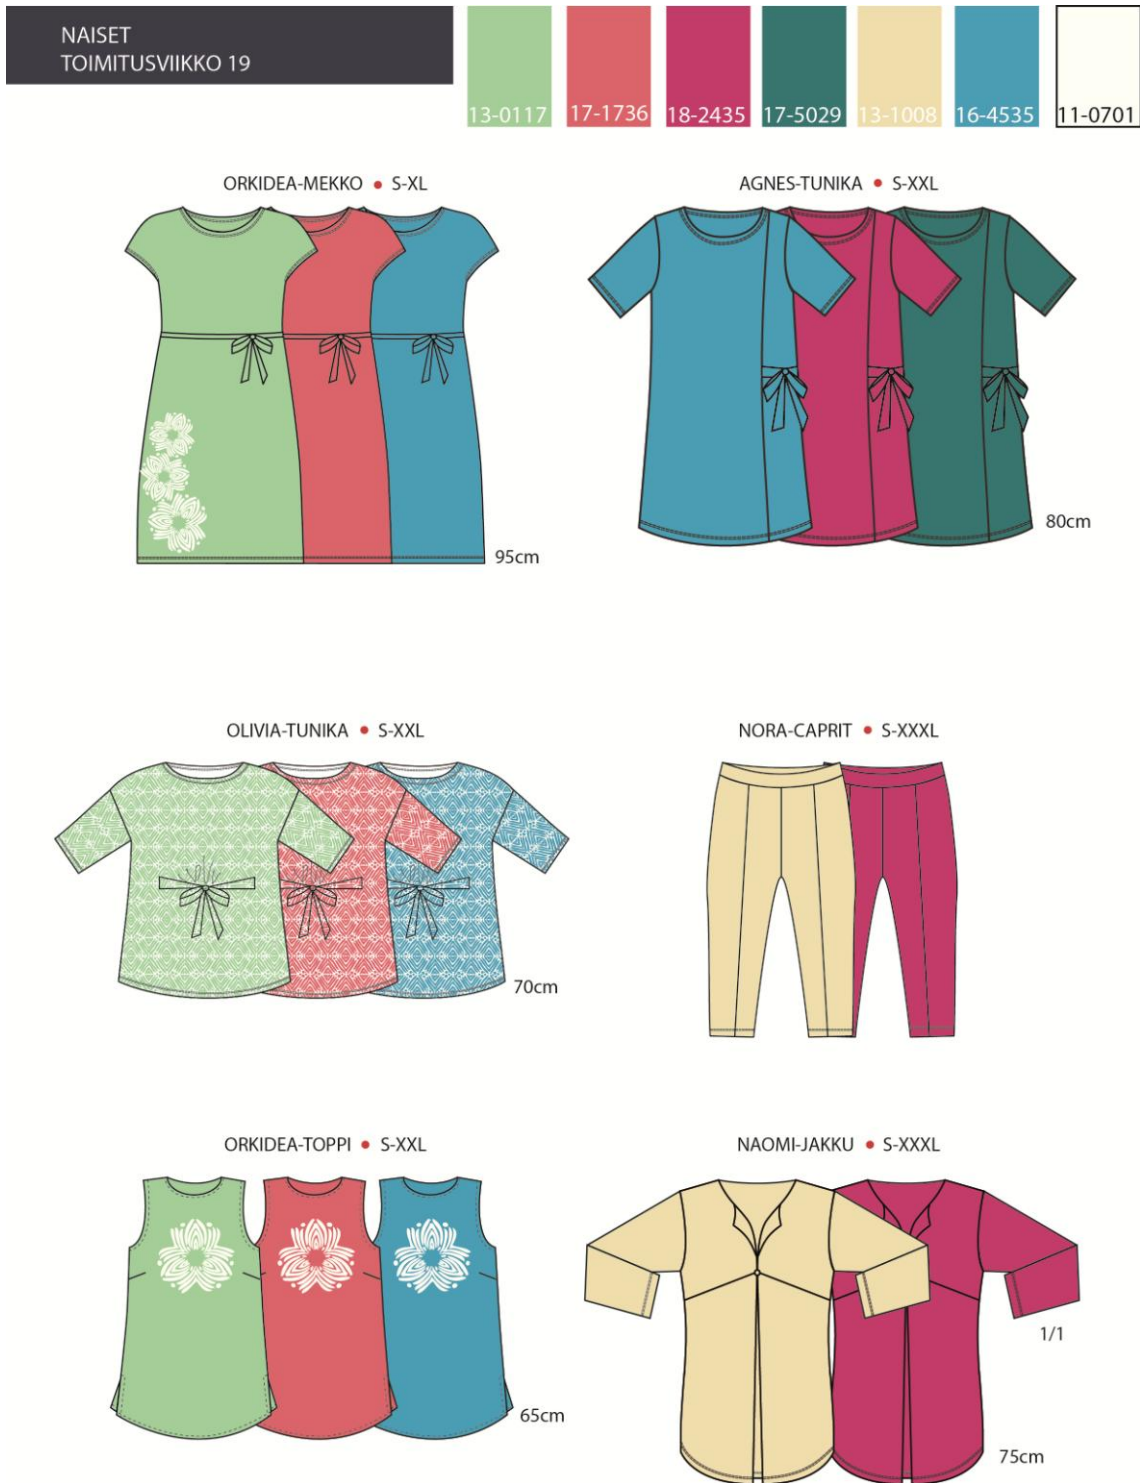 NAISET
TOIMITUSVIIKKO 19
13-0117 17-1736 18-2435 17-5029 13-1008 16-4535 11-0701
ORKIDEA-MEKKO • S-XL
95cm
AGNES-TUNIKA • S-XXL
80cm
OLIVIA-TUNIKA • S-XXL
70cm
NORA-CAPRIT • S-XXXL
ORKIDEA-TOPPI • S-XXL
65cm
NAOMI-JAKKU • S-XXXL
1/1
75cm